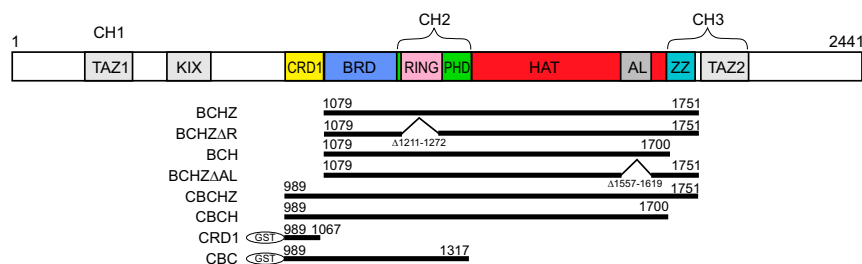 CH1 CH2 CH3
1 2441
TAZ1 KIX CRD1 BRD RING PHD HAT AL ZZ TAZ2
BCHZ 1079 1751
BCHZΔR 1079 1751
Δ1211-1272
BCH 1079 1700
BCHZΔAL 1079 1751
Δ1557-1619
CBCHZ 989 1751
CBCH 989 1700
CRD1 GST 989 1067
CBC GST 989 1317